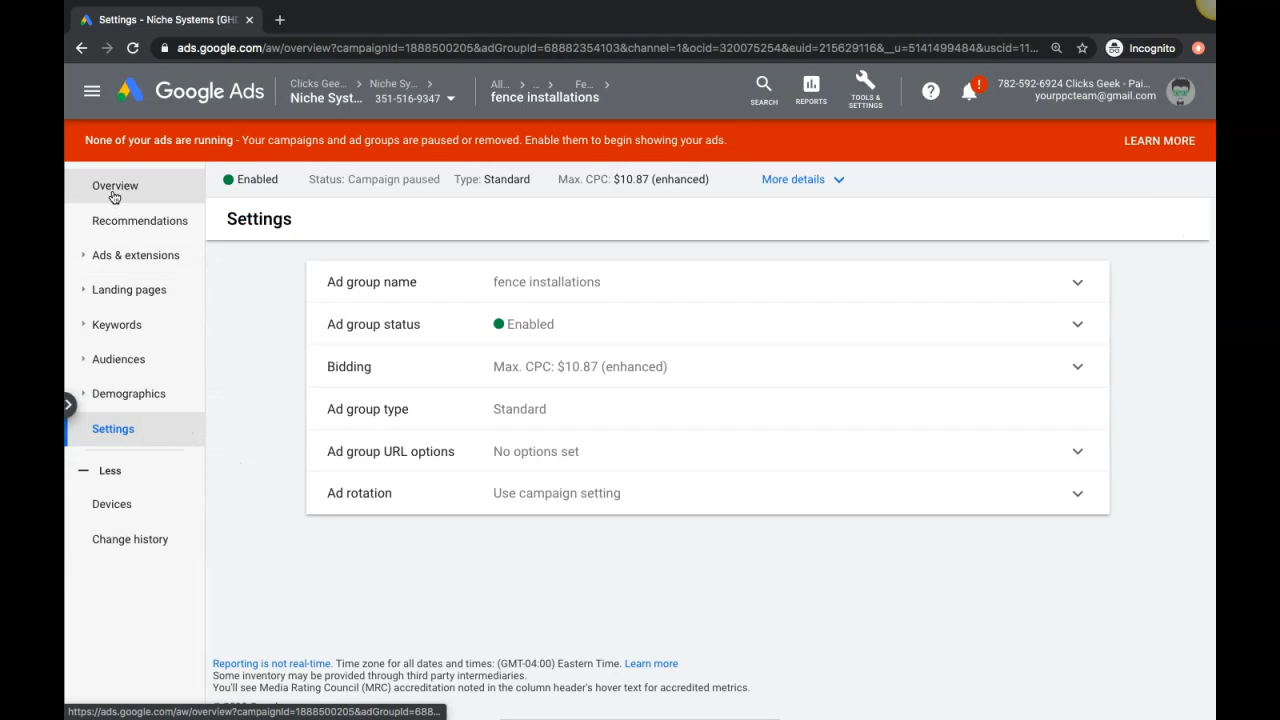 Settings - Niche Systems (GHI
ads.google.com/aw/overview?campaignId=1888500205&adGroupId=68882354103&channel=1&ocid=320075254&euid=215629116&__u=5141499484&uscid=11...
Incognito
Google Ads
Clicks Gee...
Niche Sy...
Niche Syst...
351-516-9347
All...
...
Fe...
fence installations
SEARCH
REPORTS
TOOLS & SETTINGS
!
782-592-6924 Clicks Geek - Pai...
yourppcteam@gmail.com
None of your ads are running - Your campaigns and ad groups are paused or removed. Enable them to begin showing your ads.
LEARN MORE
Overview
Recommendations
Ads & extensions
Landing pages
Keywords
Audiences
Demographics
Settings
Less
Devices
Change history
Enabled
Status: Campaign paused
Type: Standard
Max. CPC: $10.87 (enhanced)
More details
Settings
Ad group name fence installations
Ad group status Enabled
Bidding Max. CPC: $10.87 (enhanced)
Ad group type Standard
Ad group URL options No options set
Ad rotation Use campaign setting
Reporting is not real-time. Time zone for all dates and times: (GMT-04:00) Eastern Time. Learn more
Some inventory may be provided through third party intermediaries.
You'll see Media Rating Council (MRC) accreditation noted in the column header's hover text for accredited metrics.
https://ads.google.com/aw/overview?campaignId=1888500205&adGroupId=688...